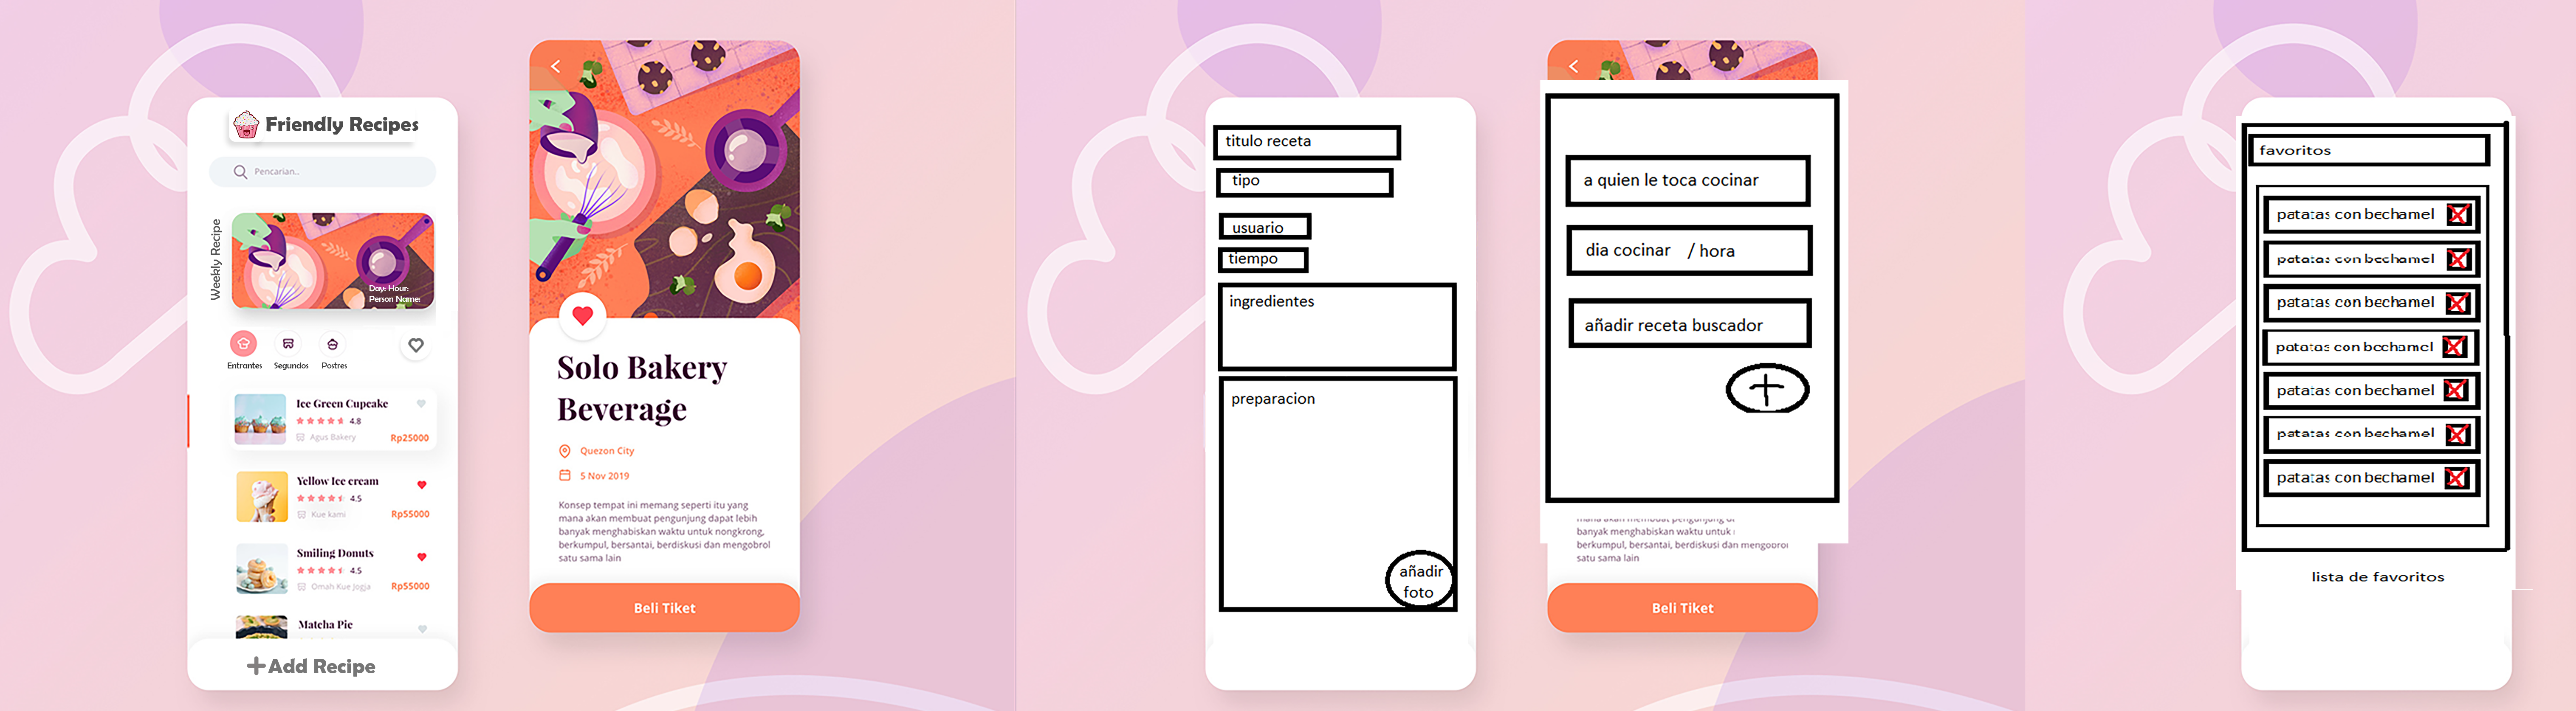 Friendly Recipes
Pencarian..
Weekly Recipe
Day: Hour:
Person Name:
Entrantes
Segundos
Postres
Ice Green Cupcake
4.8
Agus Bakery
Rp25000
Yellow Ice cream
4.5
Kue kami
Rp55000
Smiling Donuts
4.5
Omah Kue Jogja
Rp55000
Matcha Pie
+Add Recipe
Solo Bakery
Beverage
Quezon City
5 Nov 2019
Konsep tempat ini memang seperti itu yang
mana akan membuat pengunjung dapat lebih
banyak menghabiskan waktu untuk nongkrong,
berkumpul, bersantai, berdiskusi dan mengobrol
satu sama lain
Beli Tiket
titulo receta
tipo
usuario
tiempo
ingredientes
preparacion
añadir
foto
a quien le toca cocinar
dia cocinar / hora
añadir receta buscador
+
mana akan membuat pengunjung
banyak menghabiskan waktu untuk
berkumpul, bersantai, berdiskusi dan mengobrol
satu sama lain
Beli Tiket
favoritos
patatas con bechamel
patatas con bechamel
patatas con bechamel
patatas con bechamel
patatas con bechamel
patatas con bechamel
patatas con bechamel
lista de favoritos